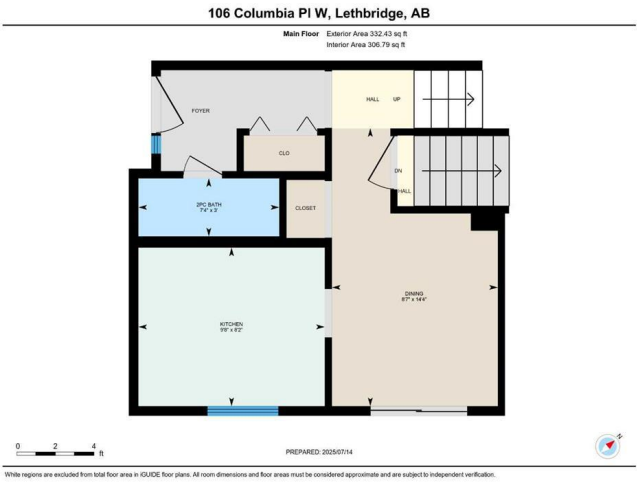 106 Columbia Pl W, Lethbridge, AB
Main Floor Exterior Area 332.43 sq ft
Interior Area 306.79 sq ft
FOYER
HALL UP
CLO
DN
HALL
2PC BATH
7'4" x 3'
CLOSET
DINING
8'7" x 14'4"
KITCHEN
9'8" x 8'2"
0 2 4
ft
PREPARED: 2025/07/14
N
White regions are excluded from total floor area in iGUIDE floor plans. All room dimensions and floor areas must be considered approximate and are subject to independent verification.